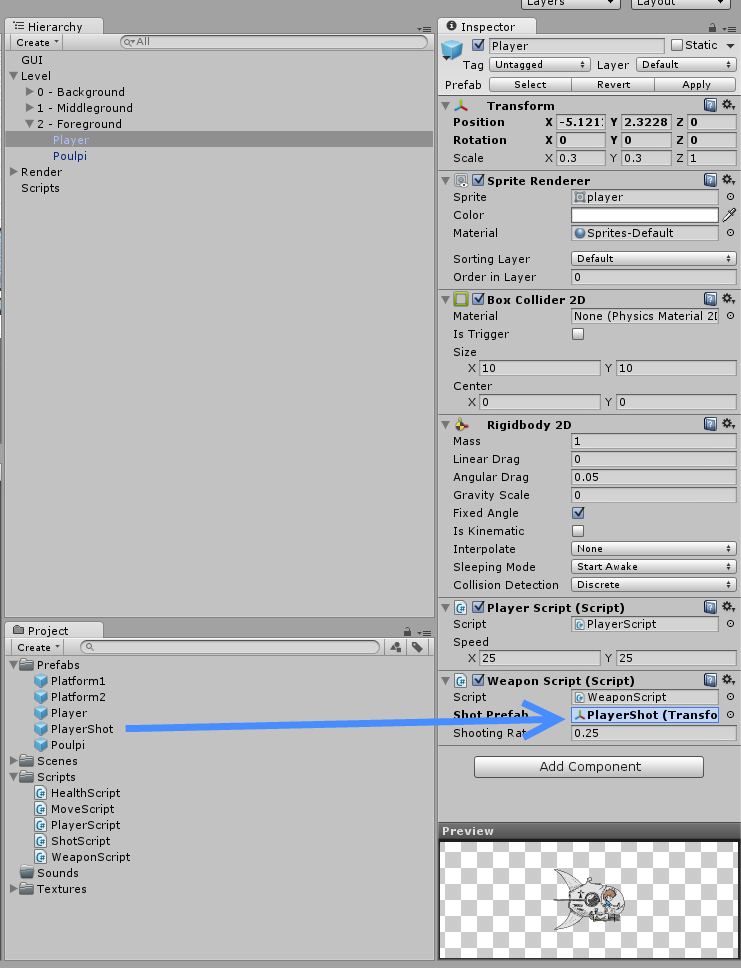 Layers
Layout
Hierarchy
Create
All
GUI
Level
0 - Background
1 - Middleground
2 - Foreground
Player
Poulpi
Render
Scripts
Project
Create
Prefabs
Platform1
Platform2
Player
PlayerShot
Poulpi
Scenes
Scripts
HealthScript
MoveScript
PlayerScript
ShotScript
WeaponScript
Sounds
Textures
Inspector
Player Static
Tag Untagged Layer Default
Prefab Select Revert Apply
Transform
Position X -5.121 Y 2.3228 Z 0
Rotation X 0 Y 0 Z 0
Scale X 0.3 Y 0.3 Z 1
Sprite Renderer
Sprite player
Color
Material Sprites-Default
Sorting Layer Default
Order in Layer 0
Box Collider 2D
Material None (Physics Material 2D
Is Trigger
Size
X 10 Y 10
Center
X 0 Y 0
Rigidbody 2D
Mass 1
Linear Drag 0
Angular Drag 0.05
Gravity Scale 0
Fixed Angle
Is Kinematic
Interpolate None
Sleeping Mode Start Awake
Collision Detection Discrete
Player Script (Script)
Script PlayerScript
Speed
X 25 Y 25
Weapon Script (Script)
Script WeaponScript
Shot Prefab PlayerShot (Transfo
Shooting Rat 0.25
Add Component
Preview